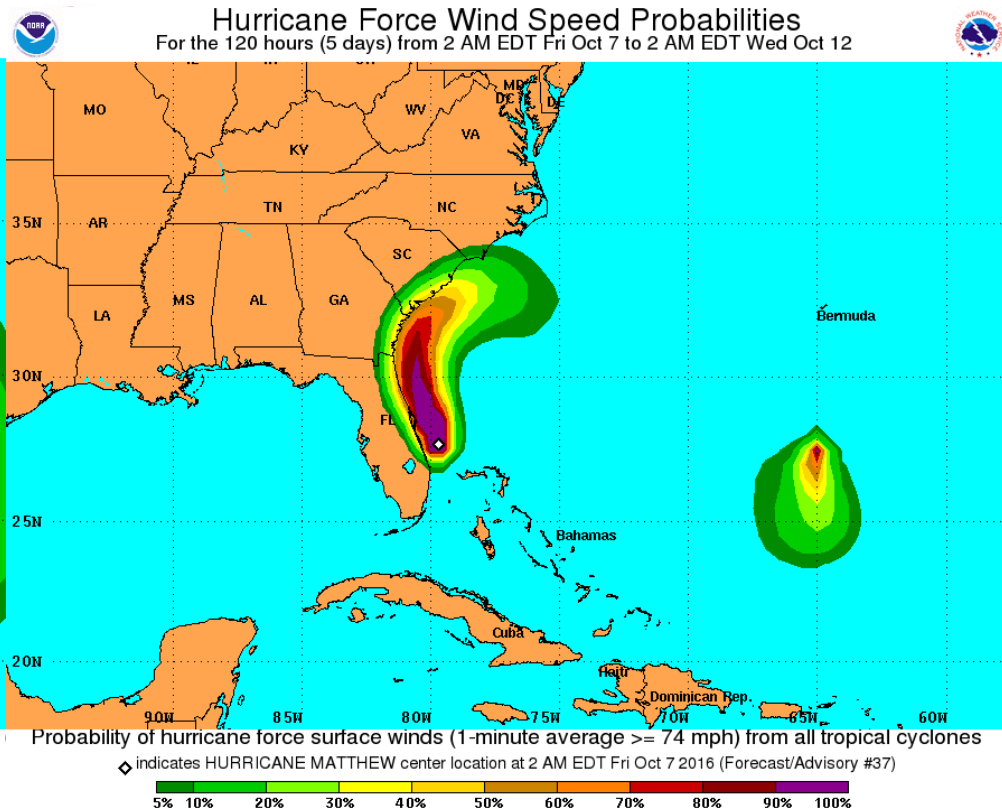 Hurricane Force Wind Speed Probabilities
For the 120 hours (5 days) from 2 AM EDT Fri Oct 7 to 2 AM EDT Wed Oct 12
NOAA
MD
MO
WV
DC
DE
VA
KY
TN
NC
35N
AR
SC
MS
AL
GA
LA
Bermuda
30N
FL
25N
Bahamas
Cuba
20N
Haiti
Dominican Rep.
90W
85W
80W
75W
70W
65W
60W
Probability of hurricane force surface winds (1-minute average >= 74 mph) from all tropical cyclones
indicates HURRICANE MATTHEW center location at 2 AM EDT Fri Oct 7 2016 (Forecast/Advisory #37)
5% 10% 20% 30% 40% 50% 60% 70% 80% 90% 100%